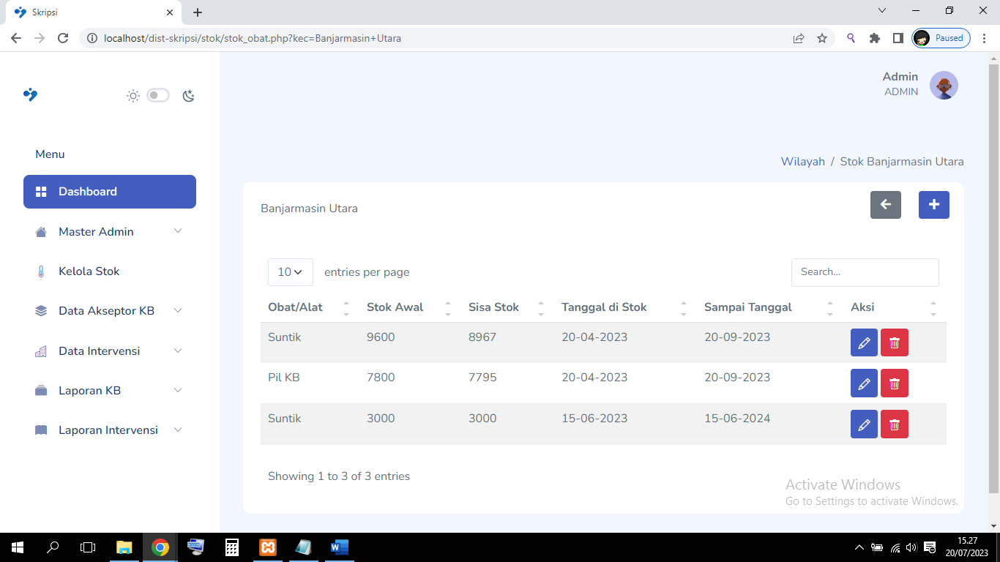 Skripsi
localhost/dist-skripsi/stok/stok_obat.php?kec=Banjarmasin+Utara
Paused
Admin
ADMIN
Menu
Dashboard
Master Admin
Kelola Stok
Data Akseptor KB
Data Intervensi
Laporan KB
Laporan Intervensi
Wilayah / Stok Banjarmasin Utara
Banjarmasin Utara
10 entries per page
Search...
Obat/Alat Stok Awal Sisa Stok Tanggal di Stok Sampai Tanggal Aksi
Suntik 9600 8967 20-04-2023 20-09-2023
Pil KB 7800 7795 20-04-2023 20-09-2023
Suntik 3000 3000 15-06-2023 15-06-2024
Showing 1 to 3 of 3 entries
Activate Windows
Go to Settings to activate Windows.
15.27
20/07/2023